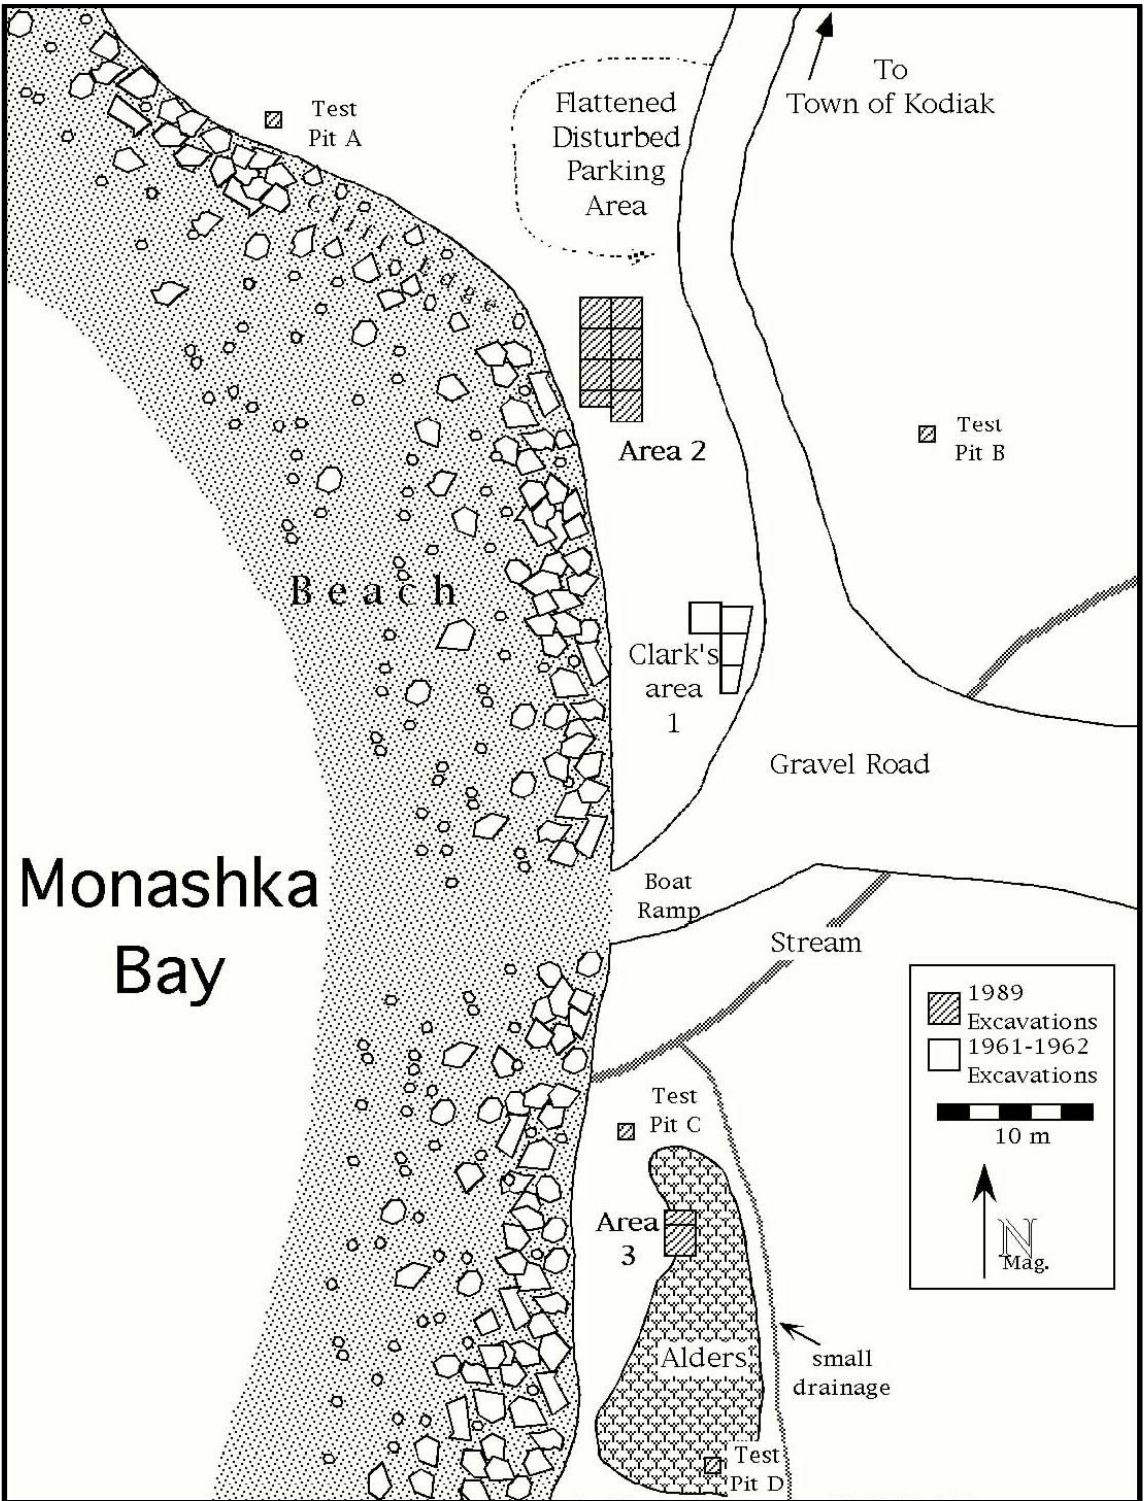 To
Town of Kodiak
Flattened
Disturbed
Parking
Area
Test
Pit A
Cliff Edge
Test
Pit B
Area 2
Beach
Clark's
area
1
Gravel Road
Monashka
Bay
Boat
Ramp
Stream
1989
Excavations
1961-1962
Excavations
10 m
N
Mag.
Test
Pit C
Area
3
Alders
small
drainage
Test
Pit D